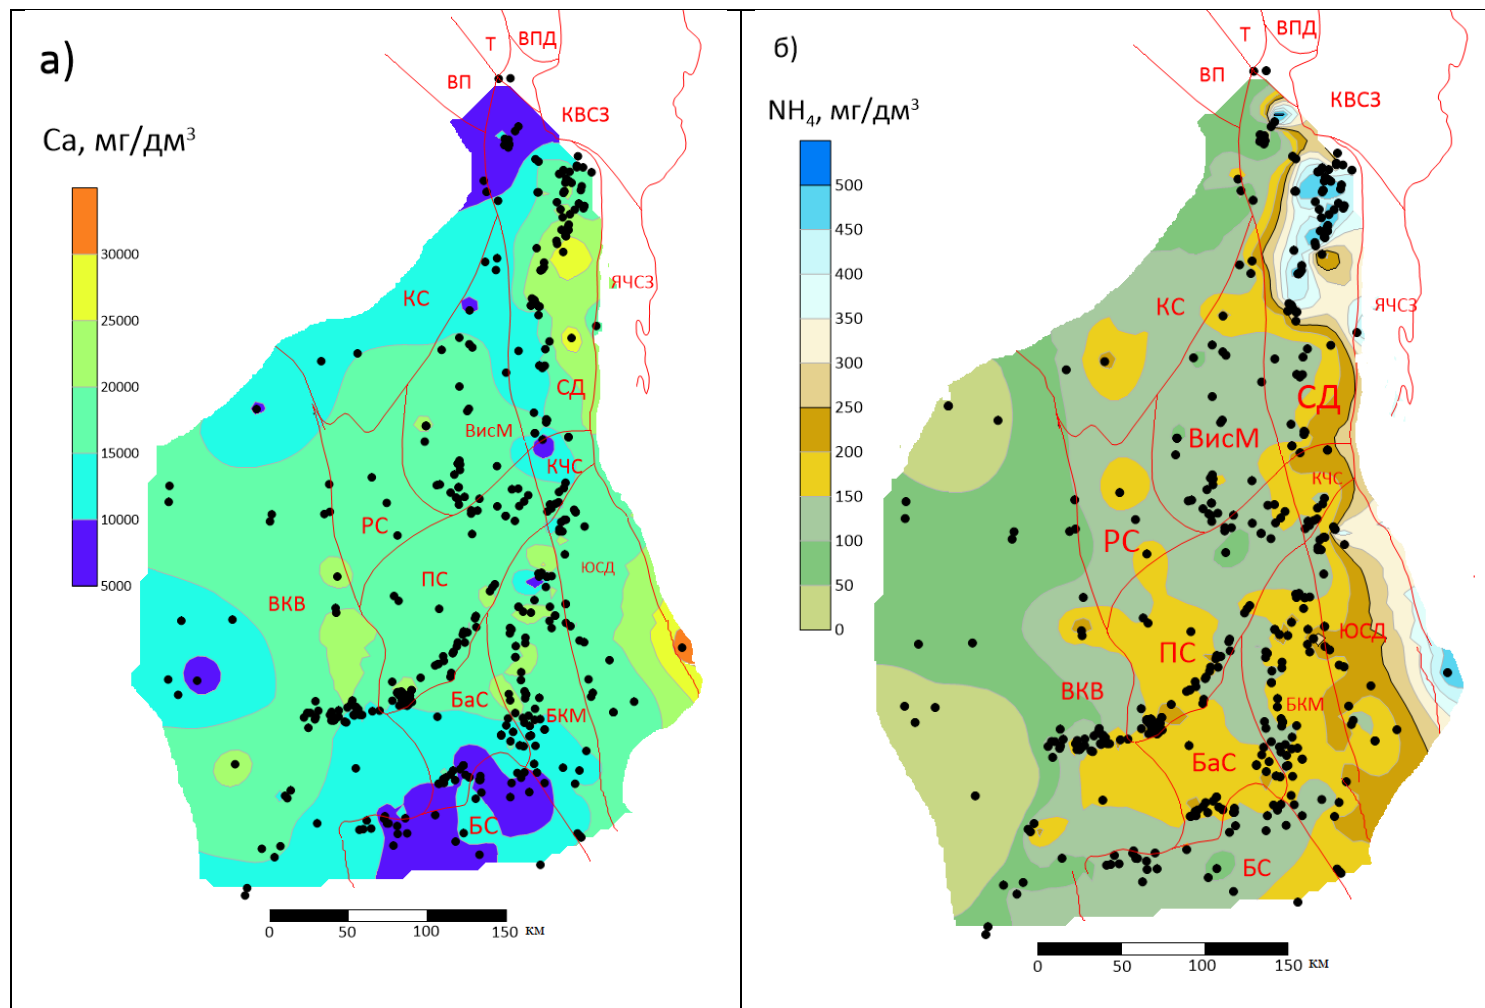 а)
Ca, мг/дм³
30000
25000
20000
15000
10000
5000
Т
ВПД
ВП
КВСЗ
ЯЧСЗ
КС
СД
ВисМ
КЧС
РС
ПС
ЮСД
ВКВ
БаС
БКМ
БС
0 50 100 150 км
б)
NH₄, мг/дм³
500
450
400
350
300
250
200
150
100
50
0
Т
ВПД
ВП
КВСЗ
ЯЧСЗ
КС
СД
ВисМ
КЧС
РС
ЮСД
ПС
ВКВ
БКМ
БаС
БС
0 50 100 150 км